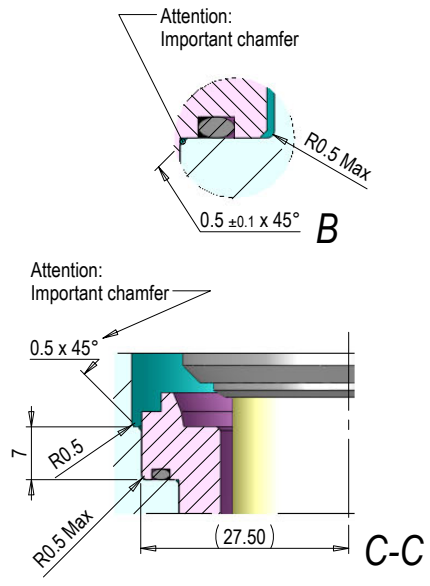 Attention:
Important chamfer
R0.5 Max
0.5 ±0.1 x 45°
B
Attention:
Important chamfer
0.5 x 45°
7
R0.5
R0.5 Max
(27.50)
C-C